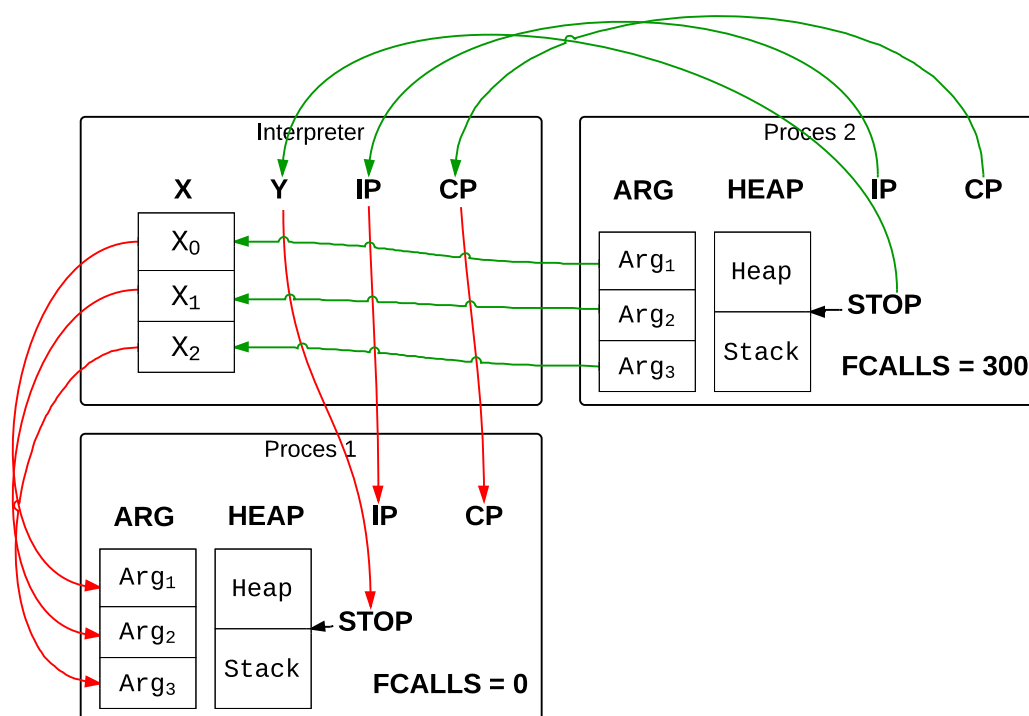 Interpreter
X Y IP CP
X0
X1
X2
Proces 2
ARG HEAP IP CP
Arg1
Arg2
Arg3
Heap
Stack
STOP
FCALLS = 300
Proces 1
ARG HEAP IP CP
Arg1
Arg2
Arg3
Heap
Stack
STOP
FCALLS = 0